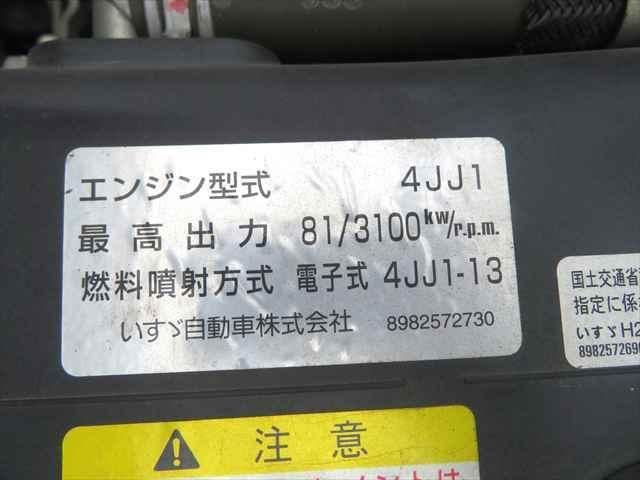 エンジン型式 4JJ1
最高出力 81/3100kw/r.p.m.
燃料噴射方式 電子式 4JJ1-13
いすゞ自動車株式会社 8982572730
国土交通省
指定に係
いすゞH2
898257269
注意